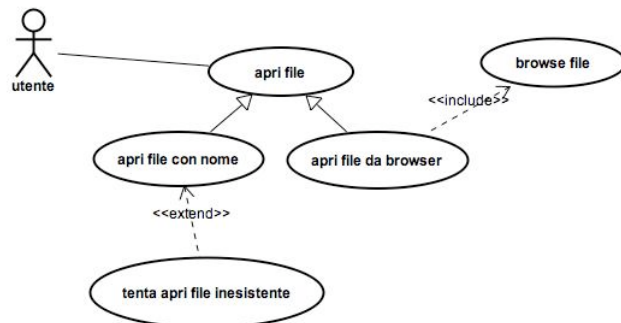 apri file
browse file
utente
<<include>>
apri file con nome
apri file da browser
<<extend>>
tenta apri file inesistente